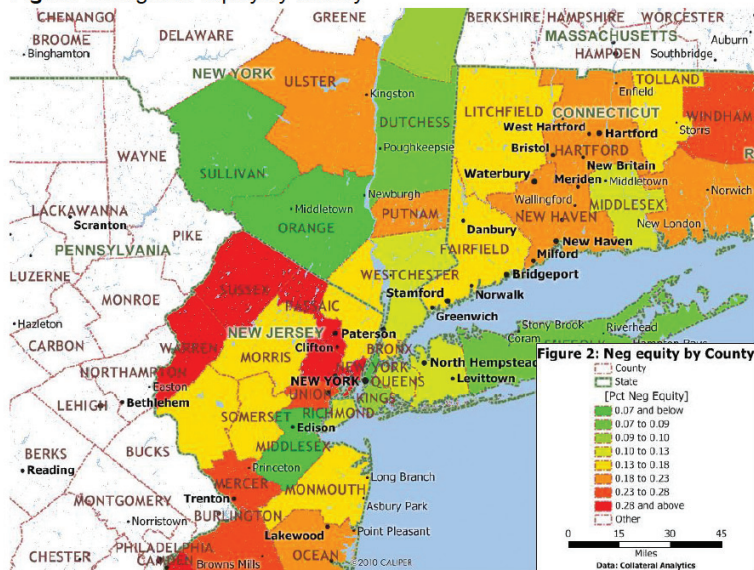 CHENANGO
GREENE
BERKSHIRE
HAMPSHIRE
WORCESTER
BROOME
DELAWARE
MASSACHUSETTS
Auburn
Binghamton
HAMPDEN
Southbridge
NEW YORK
ULSTER
TOLLAND
Enfield
Kingston
LITCHFIELD
CONNECTICUT
WINDHAM
DUTCHESS
West Hartford
Hartford
Storrs
Bristol
HARTFORD
WAYNE
Poughkeepsie
New Britain
R
SULLIVAN
Waterbury
Meriden
Middletown
Newburgh
Wallingford
MIDDLESEX
Norwich
LACKAWANNA
Middletown
PUTNAM
NEW HAVEN
Scranton
ORANGE
Danbury
New London
PIKE
FAIRFIELD
New Haven
PENNSYLVANIA
Milford
LUZERNE
WESTCHESTER
Bridgeport
SUSSEX
Stamford
Norwalk
MONROE
PASSAIC
Greenwich
Hazleton
NEW JERSEY
Paterson
Stony Brook
Riverhead
CARBON
Clifton
Coram
WARREN
MORRIS
BRONX
North Hempstead
NORTHAMPTON
NEW YORK
Easton
NEW YORK
QUEENS
Levittown
LEHIGH
Bethlehem
UNION
KINGS
SOMERSET
RICHMOND
Edison
BUCKS
MIDDLESEX
BERKS
Princeton
Reading
MERCER
MONMOUTH
Long Branch
MONTGOMERY
Trenton
Asbury Park
Norristown
BURLINGTON
Lakewood
Point Pleasant
PHILADELPHIA
CHESTER
CAMDEN
Browns Mills
OCEAN
©2010 CALIPER
Figure 2: Neg equity by County
County
State
[Pct Neg Equity]
0.07 and below
0.07 to 0.09
0.09 to 0.10
0.10 to 0.13
0.13 to 0.18
0.18 to 0.23
0.23 to 0.28
0.28 and above
Other
0 15 30 45
Miles
Data: Collateral Analytics